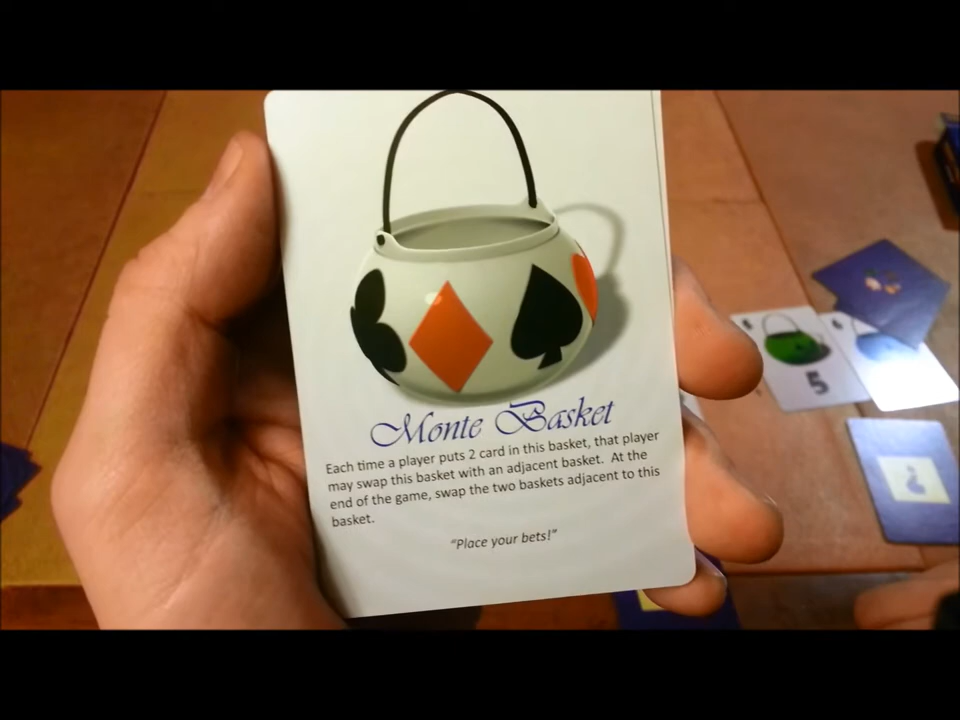 Monte Basket
Each time a player puts 2 card in this basket, that player
may swap this basket with an adjacent basket.  At the
end of the game, swap the two baskets adjacent to this
basket.
"Place your bets!"
5